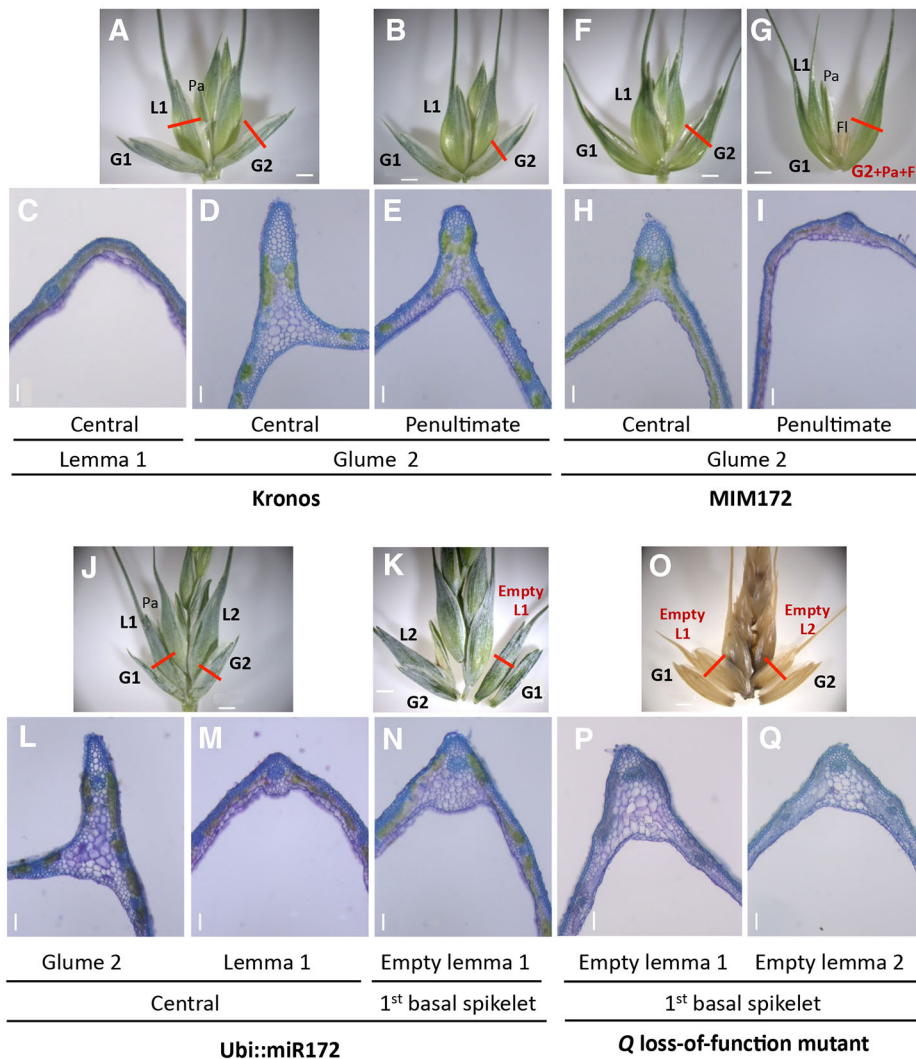 A B F G
L1 Pa G1 G2
L1 G2
L1 G1 G2
L1 Pa Fl G1 G2+Pa+F
C D E H I
Central Central Penultimate Central Penultimate
Lemma 1 Glume 2 Glume 2
Kronos MIM172
J K O
L1 Pa L2 G1 G2
Empty L1 L2 G2 G1
Empty L1 Empty L2 G1 G2
L M N P Q
Glume 2 Lemma 1 Empty lemma 1 Empty lemma 1 Empty lemma 2
Central 1st basal spikelet 1st basal spikelet
Ubi::miR172 Q loss-of-function mutant